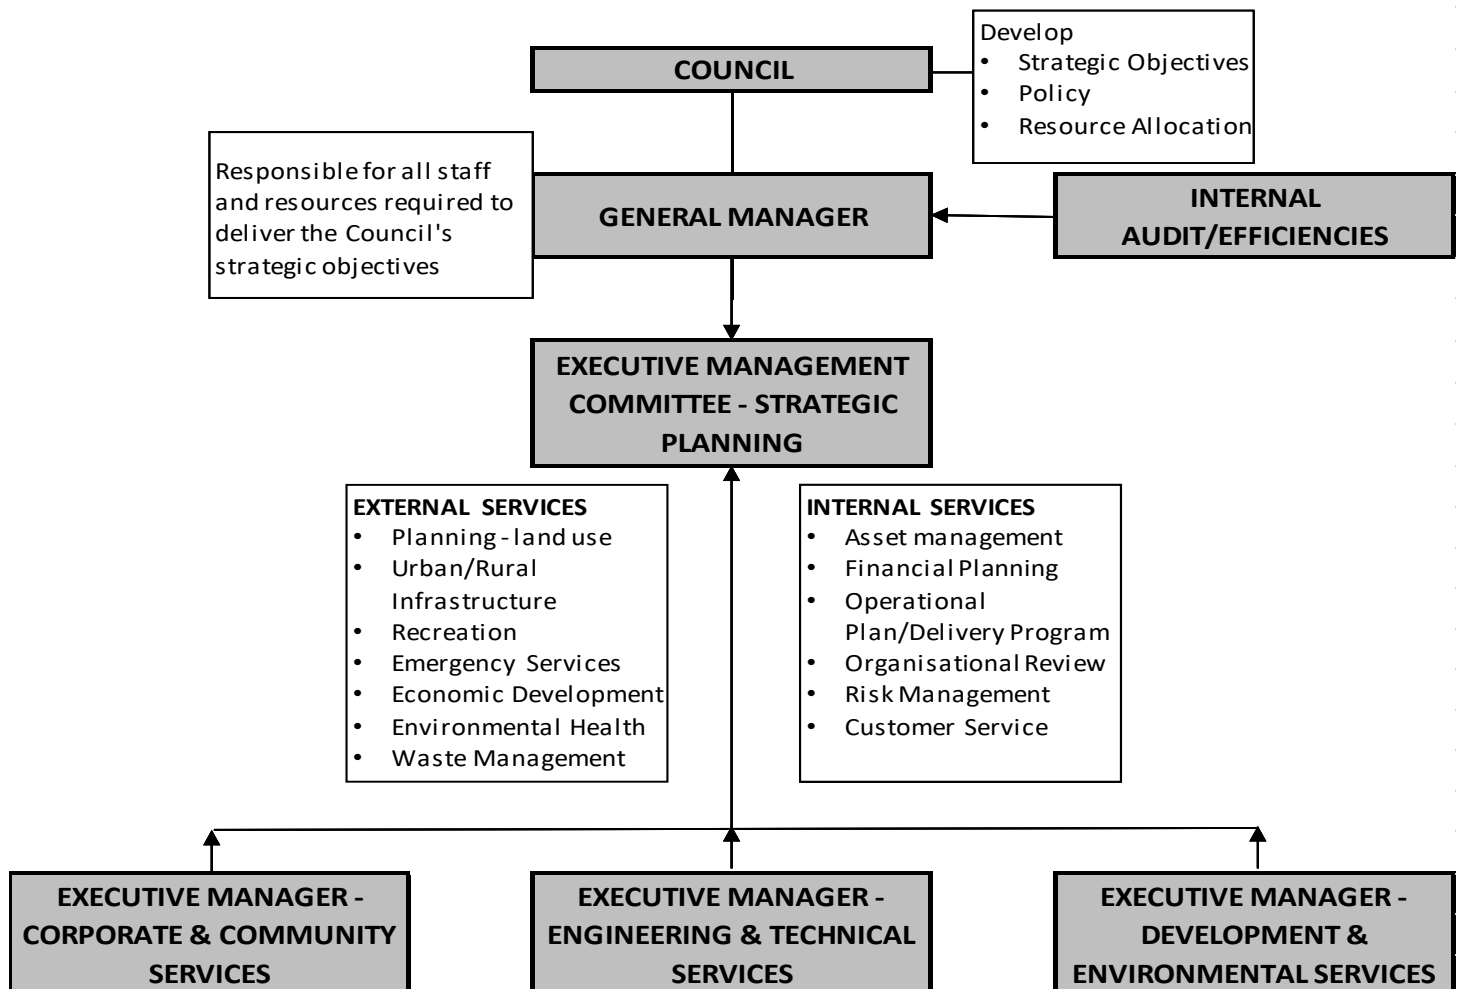 COUNCIL
Develop
• Strategic Objectives
• Policy
• Resource Allocation
Responsible for all staff
and resources required to
deliver the Council's
strategic objectives
GENERAL MANAGER
INTERNAL
AUDIT/EFFICIENCIES
EXECUTIVE MANAGEMENT
COMMITTEE - STRATEGIC
PLANNING
EXTERNAL SERVICES
• Planning - land use
• Urban/Rural
Infrastructure
• Recreation
• Emergency Services
• Economic Development
• Environmental Health
• Waste Management
INTERNAL SERVICES
• Asset management
• Financial Planning
• Operational
Plan/Delivery Program
• Organisational Review
• Risk Management
• Customer Service
EXECUTIVE MANAGER -
CORPORATE & COMMUNITY
SERVICES
EXECUTIVE MANAGER -
ENGINEERING & TECHNICAL
SERVICES
EXECUTIVE MANAGER -
DEVELOPMENT &
ENVIRONMENTAL SERVICES